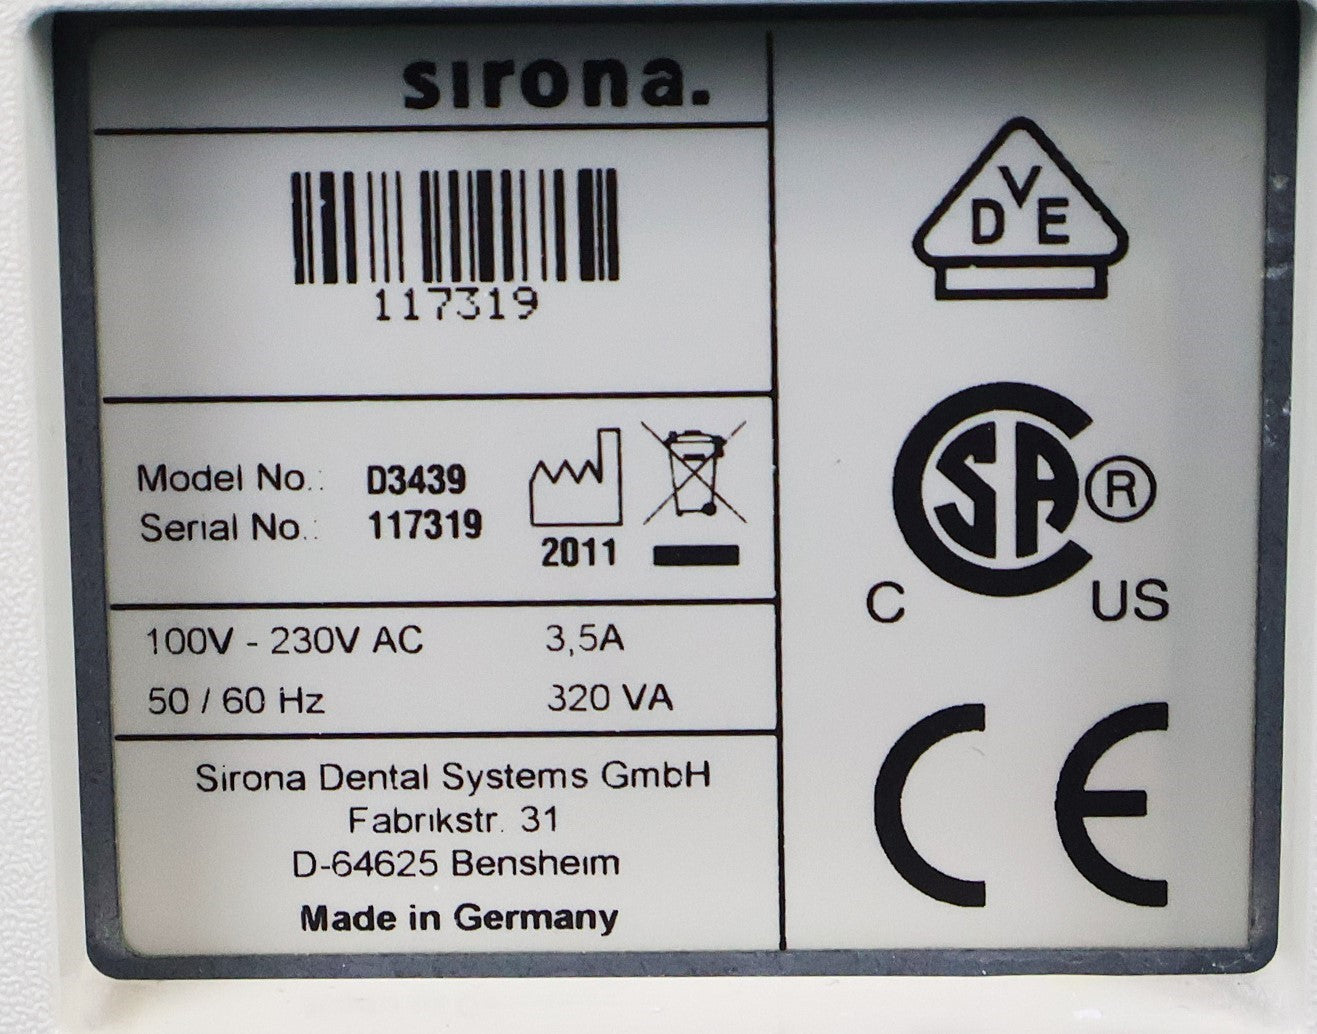 sirona.
117319
Model No.: D3439
Serial No.: 117319
2011
100V - 230V AC 3,5A
50 / 60 Hz 320 VA
Sirona Dental Systems GmbH
Fabrikstr. 31
D-64625 Bensheim
Made in Germany
DVE
CSA ®
C US
CE